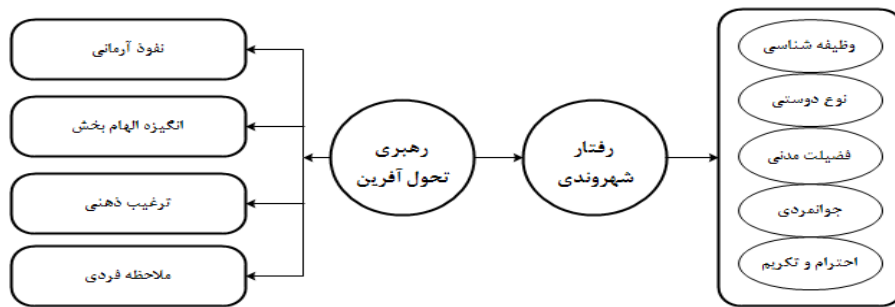 نفوذ آرمانی
انگیزه الهام بخش
ترغیب ذهنی
ملاحظه فردی
رهبری
تحول آفرین
رفتار
شهروندی
وظیفه شناسی
نوع دوستی
فضیلت مدنی
جوانمردی
احترام و تکریم